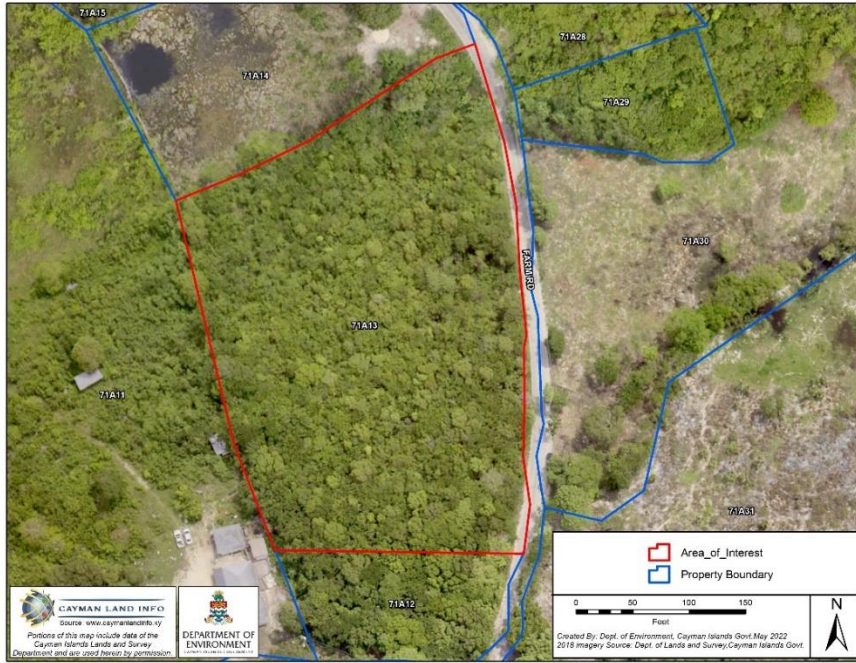 71A15
71A28
71A14
71A29
71A30
FARM RD
71A13
71A11
71A31
71A12
Area_of_Interest
Property Boundary
0 50 100 150
Feet
N
Created By: Dept. of Environment, Cayman Islands Govt.May 2022
2018 Imagery Source: Dept. of Lands and Survey,Cayman Islands Govt.
CAYMAN LAND INFO
Source www.caymanlandinfo.ky
Portions of this map include data of the
Cayman Islands Lands and Survey
Department and are used herein by permission.
DEPARTMENT OF
ENVIRONMENT